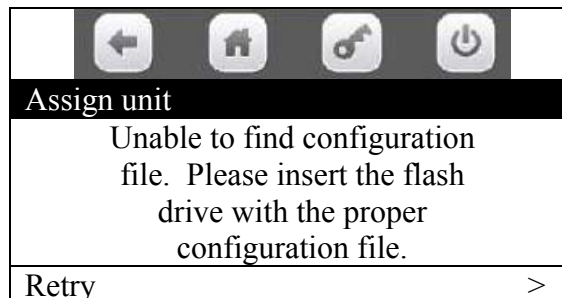 Assign unit
Unable to find configuration
file.  Please insert the flash
drive with the proper
configuration file.
Retry >